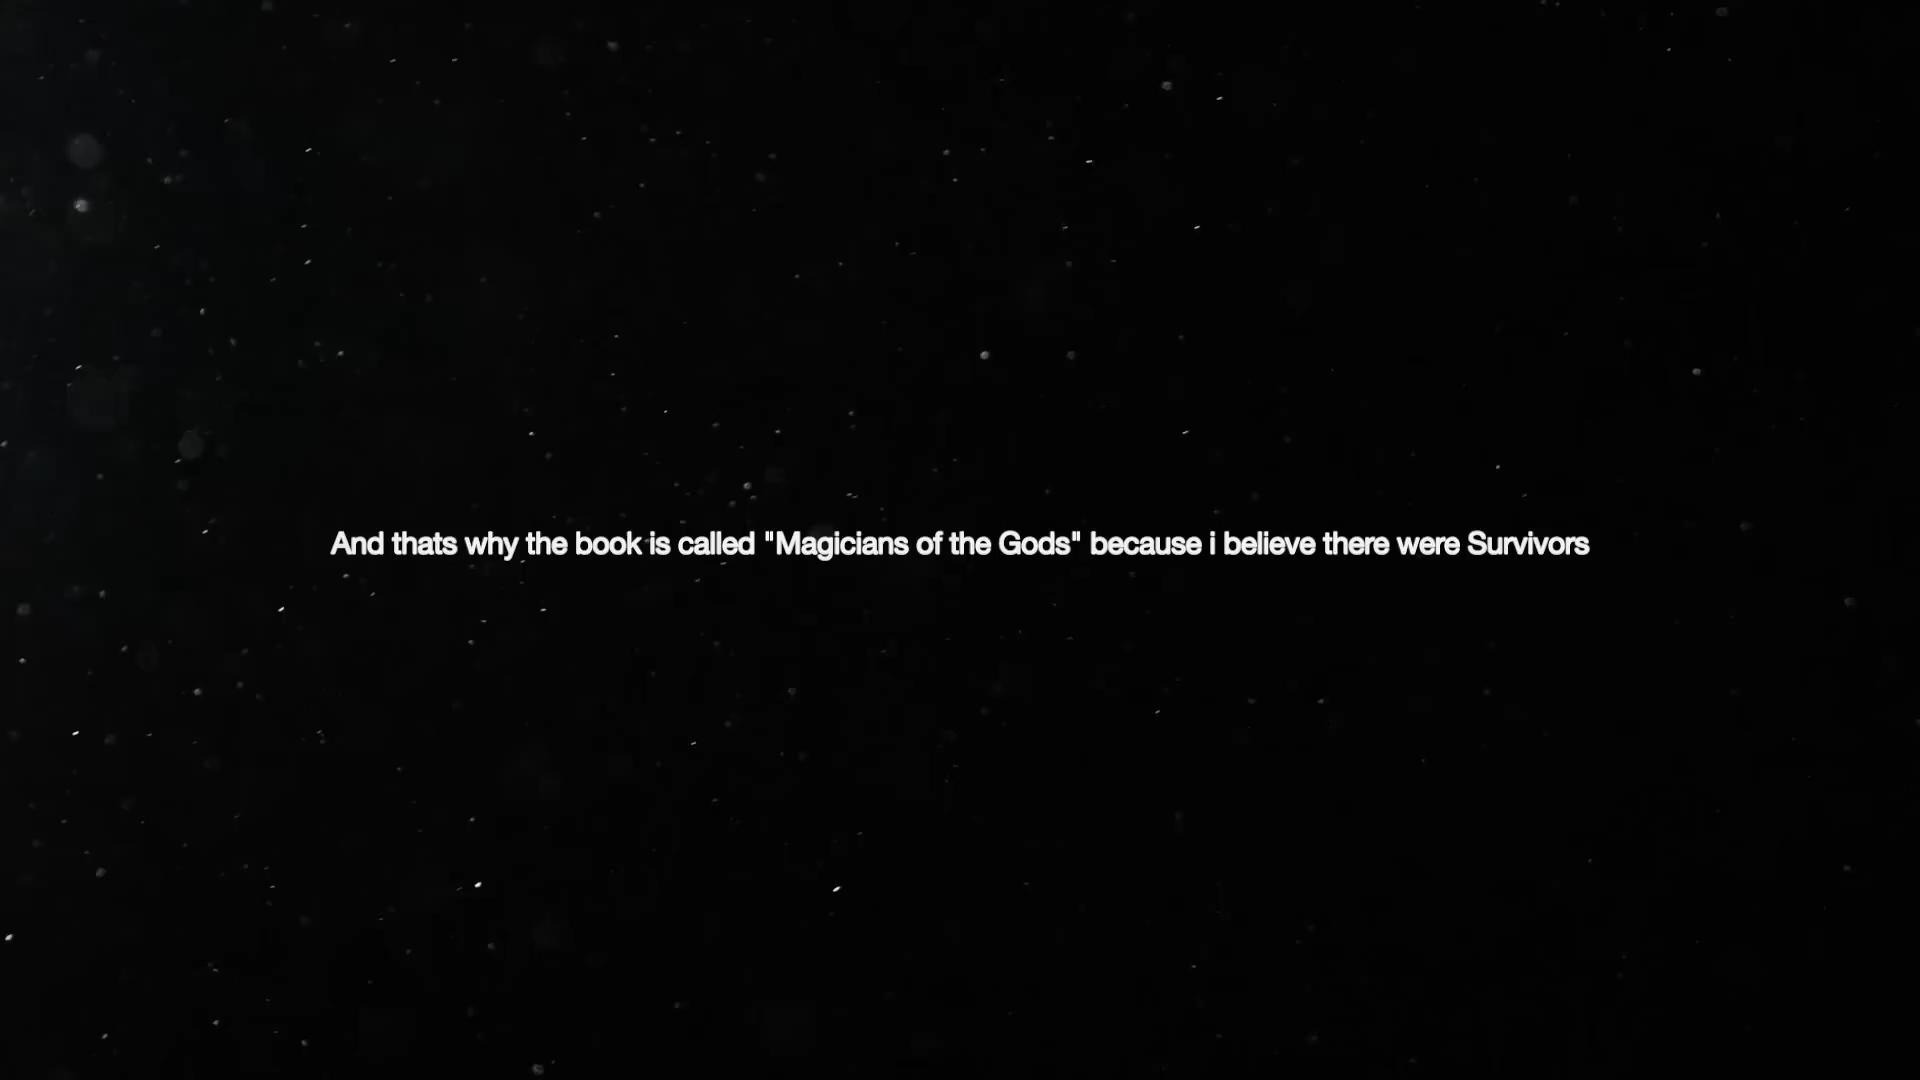 And thats why the book is called "Magicians of the Gods" because i believe there were Survivors